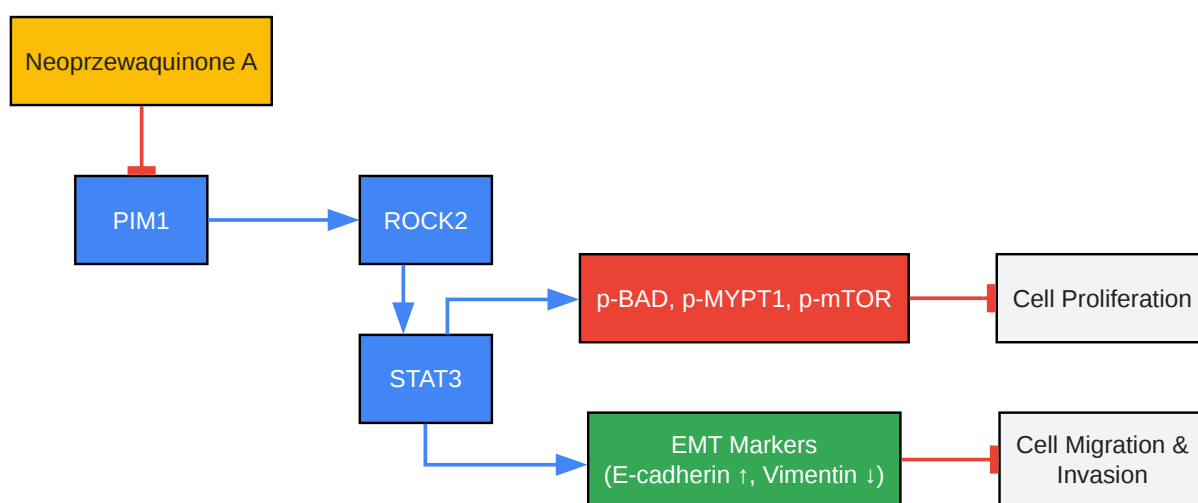 Neoprzewaquinone A
PIM1
ROCK2
p-BAD, p-MYPT1, p-mTOR
Cell Proliferation
STAT3
EMT Markers
(E-cadherin ↑, Vimentin ↓)
Cell Migration &
Invasion